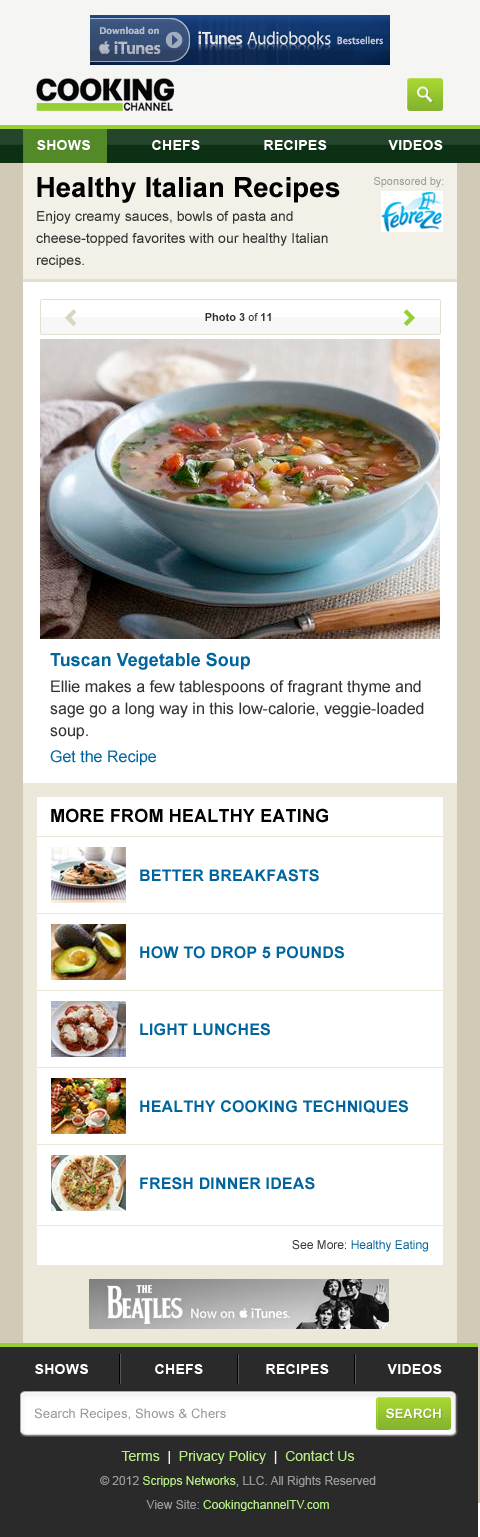 Download on
iTunes
iTunes Audiobooks Bestsellers
COOKING
CHANNEL
SHOWS CHEFS RECIPES VIDEOS
Healthy Italian Recipes
Sponsored by:
febreze
Enjoy creamy sauces, bowls of pasta and
cheese-topped favorites with our healthy Italian
recipes.
Photo 3 of 11
Tuscan Vegetable Soup
Ellie makes a few tablespoons of fragrant thyme and
sage go a long way in this low-calorie, veggie-loaded
soup.
Get the Recipe
MORE FROM HEALTHY EATING
BETTER BREAKFASTS
HOW TO DROP 5 POUNDS
LIGHT LUNCHES
HEALTHY COOKING TECHNIQUES
FRESH DINNER IDEAS
See More: Healthy Eating
THE
BEATLES Now on iTunes.
SHOWS CHEFS RECIPES VIDEOS
Search Recipes, Shows & Chers SEARCH
Terms | Privacy Policy | Contact Us
© 2012 Scripps Networks, LLC. All Rights Reserved
View Site: CookingchannelTV.com